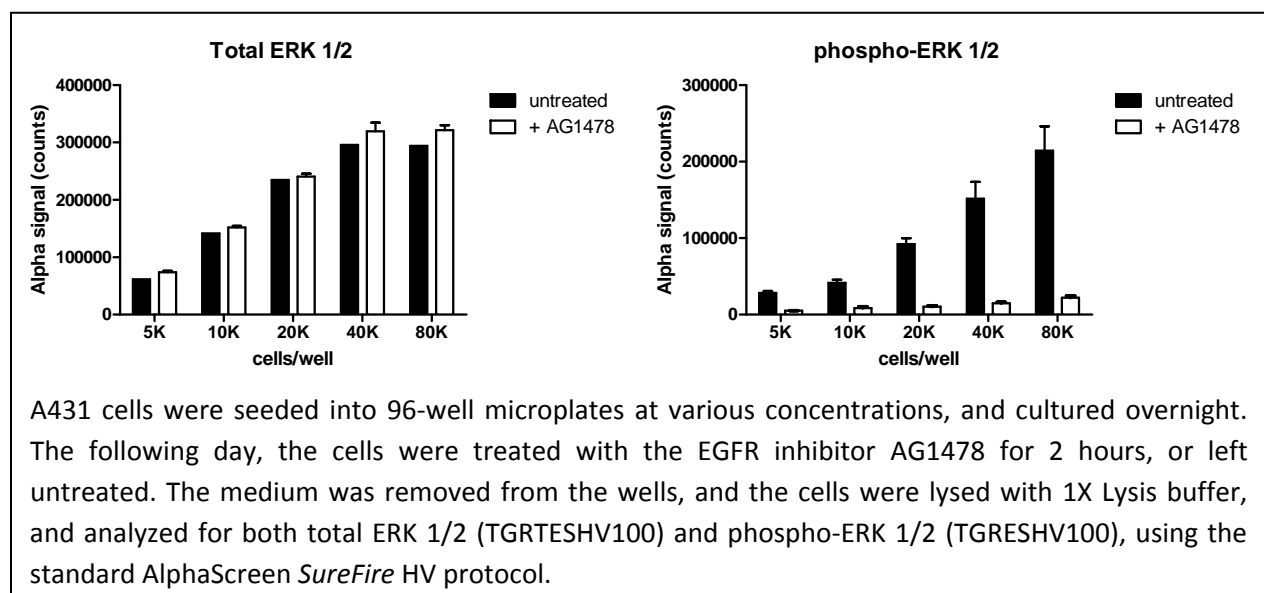 Total ERK 1/2
400000
300000
200000
100000
0
Alpha signal (counts)
5K 10K 20K 40K 80K
cells/well
untreated
+ AG1478
phospho-ERK 1/2
300000
200000
100000
0
Alpha signal (counts)
5K 10K 20K 40K 80K
cells/well
untreated
+ AG1478
A431 cells were seeded into 96-well microplates at various concentrations, and cultured overnight.
The following day, the cells were treated with the EGFR inhibitor AG1478 for 2 hours, or left
untreated. The medium was removed from the wells, and the cells were lysed with 1X Lysis buffer,
and analyzed for both total ERK 1/2 (TGRTESHV100) and phospho-ERK 1/2 (TGRESHV100), using the
standard AlphaScreen SureFire HV protocol.